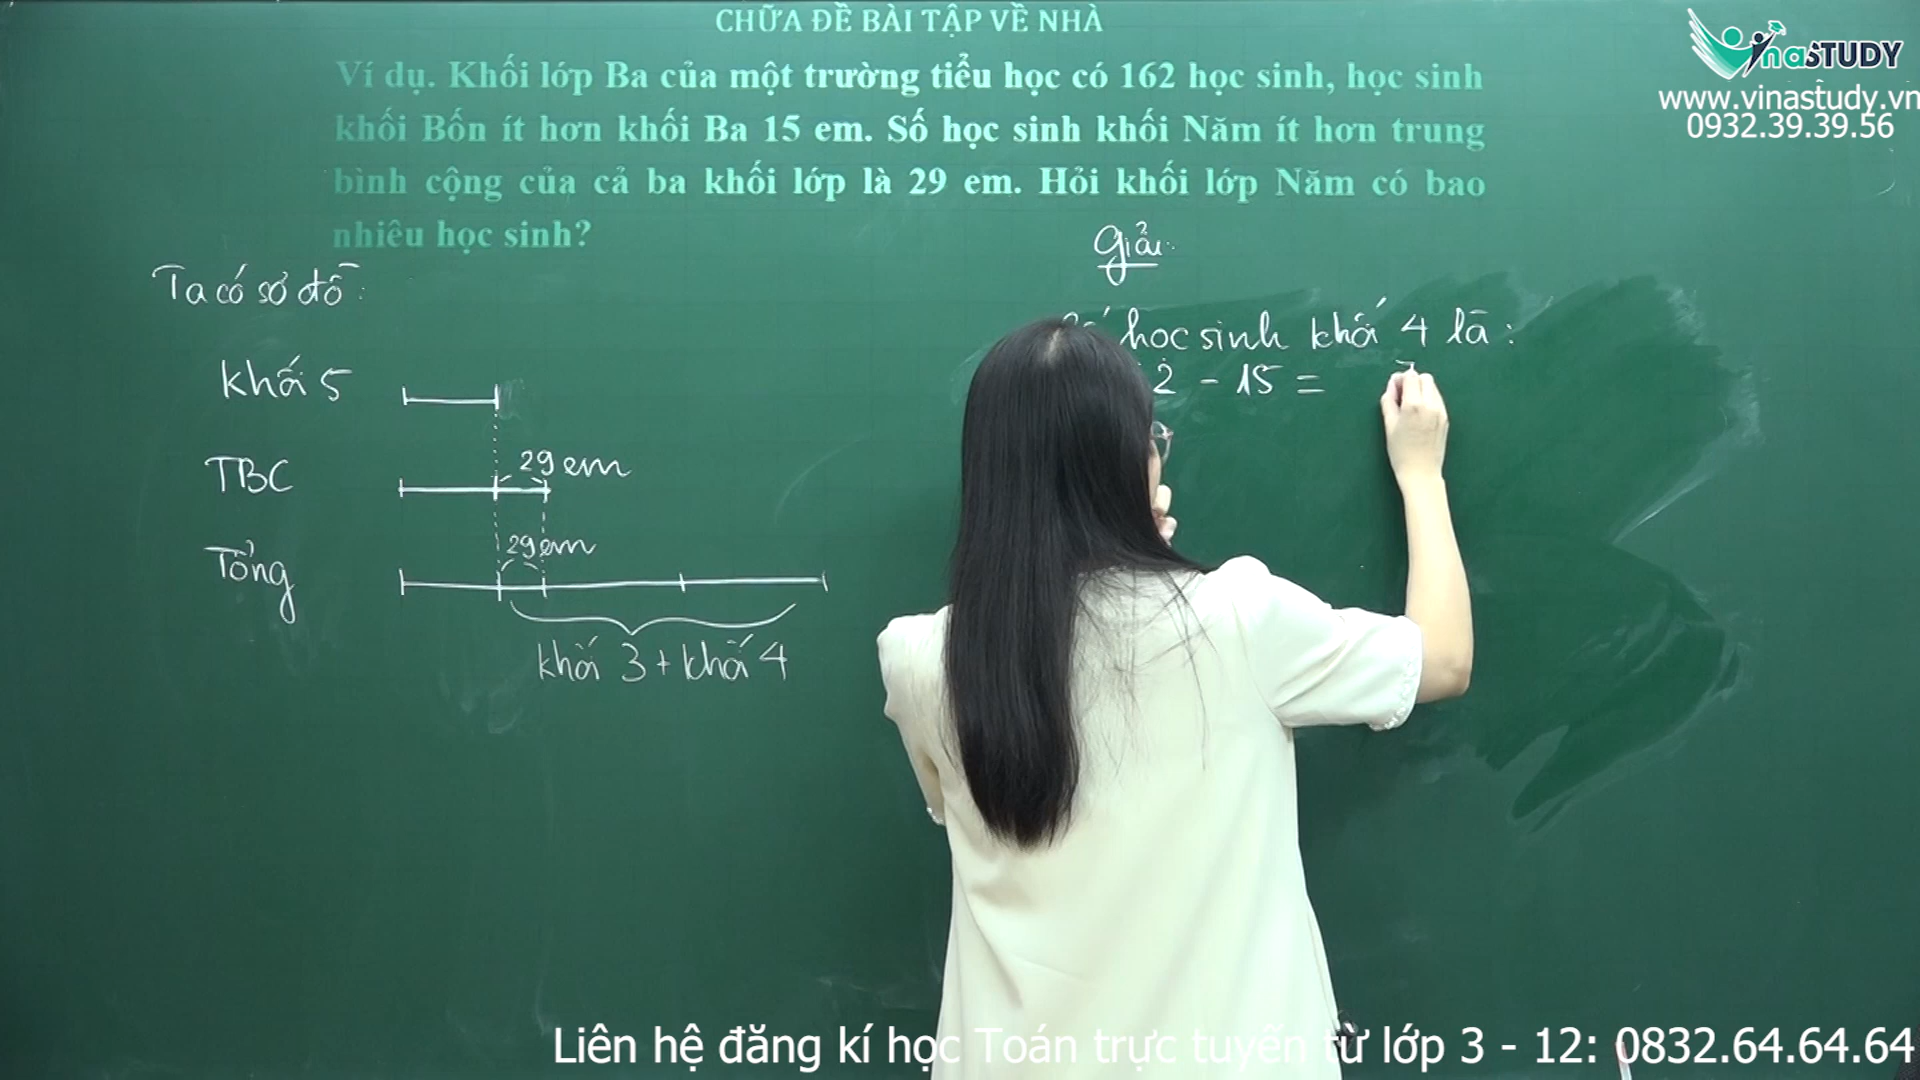 CHỮA ĐỀ BÀI TẬP VỀ NHÀ
VinaSTUDY
www.vinastudy.vn
0932.39.39.56
Ví dụ. Khối lớp Ba của một trường tiểu học có 162 học sinh, học sinh
khối Bốn ít hơn khối Ba 15 em. Số học sinh khối Năm ít hơn trung
bình cộng của cả ba khối lớp là 29 em. Hỏi khối lớp Năm có bao
nhiêu học sinh?
Ta có sơ đồ:
Khối 5
TBC
29 em
Tổng
29 em
khối 3 + khối 4
Giải:
học sinh khối 4 là:
2 - 15 =
Liên hệ đăng kí học Toán trực tuyến từ lớp 3 - 12: 0832.64.64.64